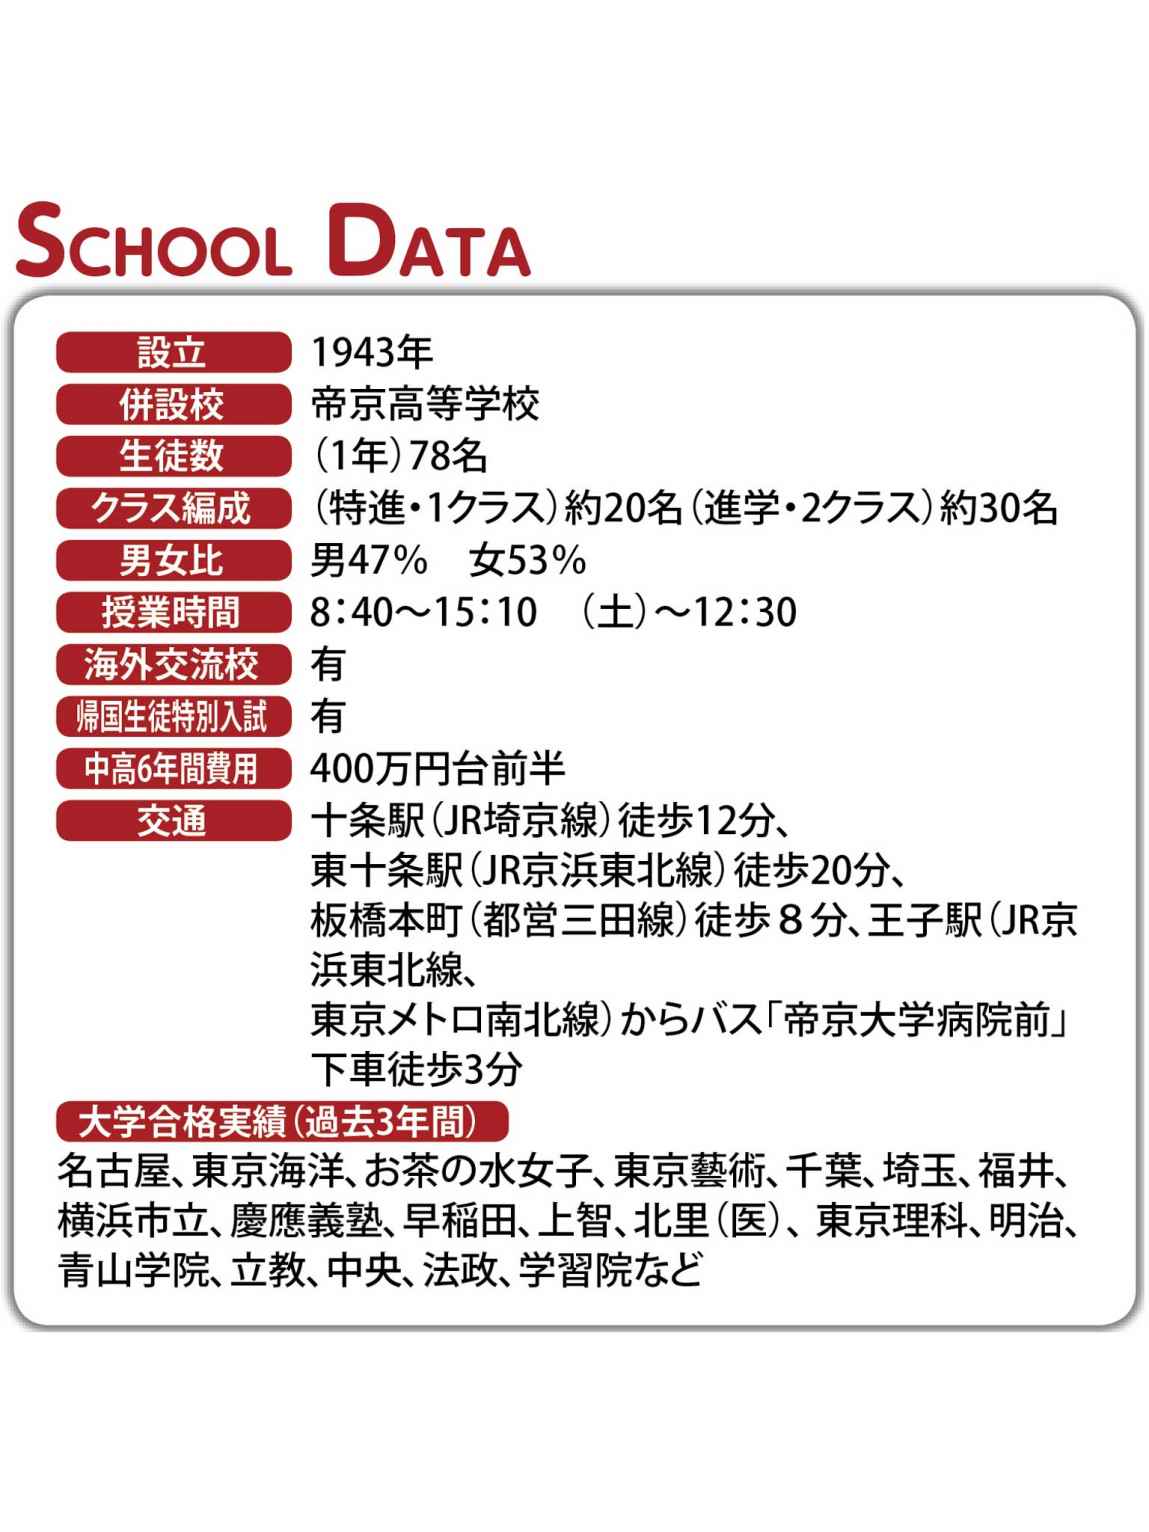 SCHOOL DATA
設立 1943年
併設校 帝京高等学校
生徒数 （1年）78名
クラス編成 （特進・1クラス）約20名（進学・2クラス）約30名
男女比 男47％　女53％
授業時間 8：40～15：10　（土）～12：30
海外交流校 有
帰国生徒特別入試 有
中高6年間費用 400万円台前半
交通 十条駅（JR埼京線）徒歩12分、
東十条駅（JR京浜東北線）徒歩20分、
板橋本町（都営三田線）徒歩８分、王子駅（JR京
浜東北線、
東京メトロ南北線）からバス「帝京大学病院前」
下車徒歩3分
大学合格実績（過去3年間）
名古屋、東京海洋、お茶の水女子、東京藝術、千葉、埼玉、福井、
横浜市立、慶應義塾、早稲田、上智、北里（医）、東京理科、明治、
青山学院、立教、中央、法政、学習院など